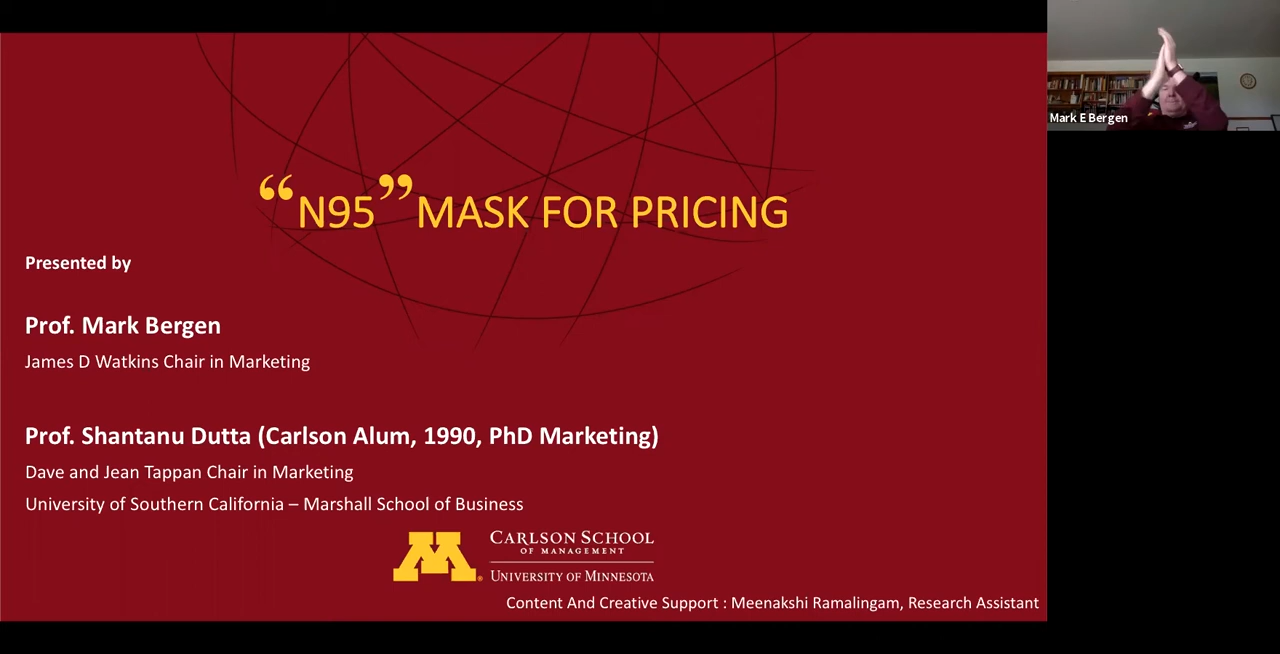 “N95” MASK FOR PRICING
Presented by
Prof. Mark Bergen
James D Watkins Chair in Marketing
Prof. Shantanu Dutta (Carlson Alum, 1990, PhD Marketing)
Dave and Jean Tappan Chair in Marketing
University of Southern California – Marshall School of Business
M®
CARLSON SCHOOL
OF MANAGEMENT
UNIVERSITY OF MINNESOTA
Content And Creative Support : Meenakshi Ramalingam, Research Assistant
Mark E Bergen